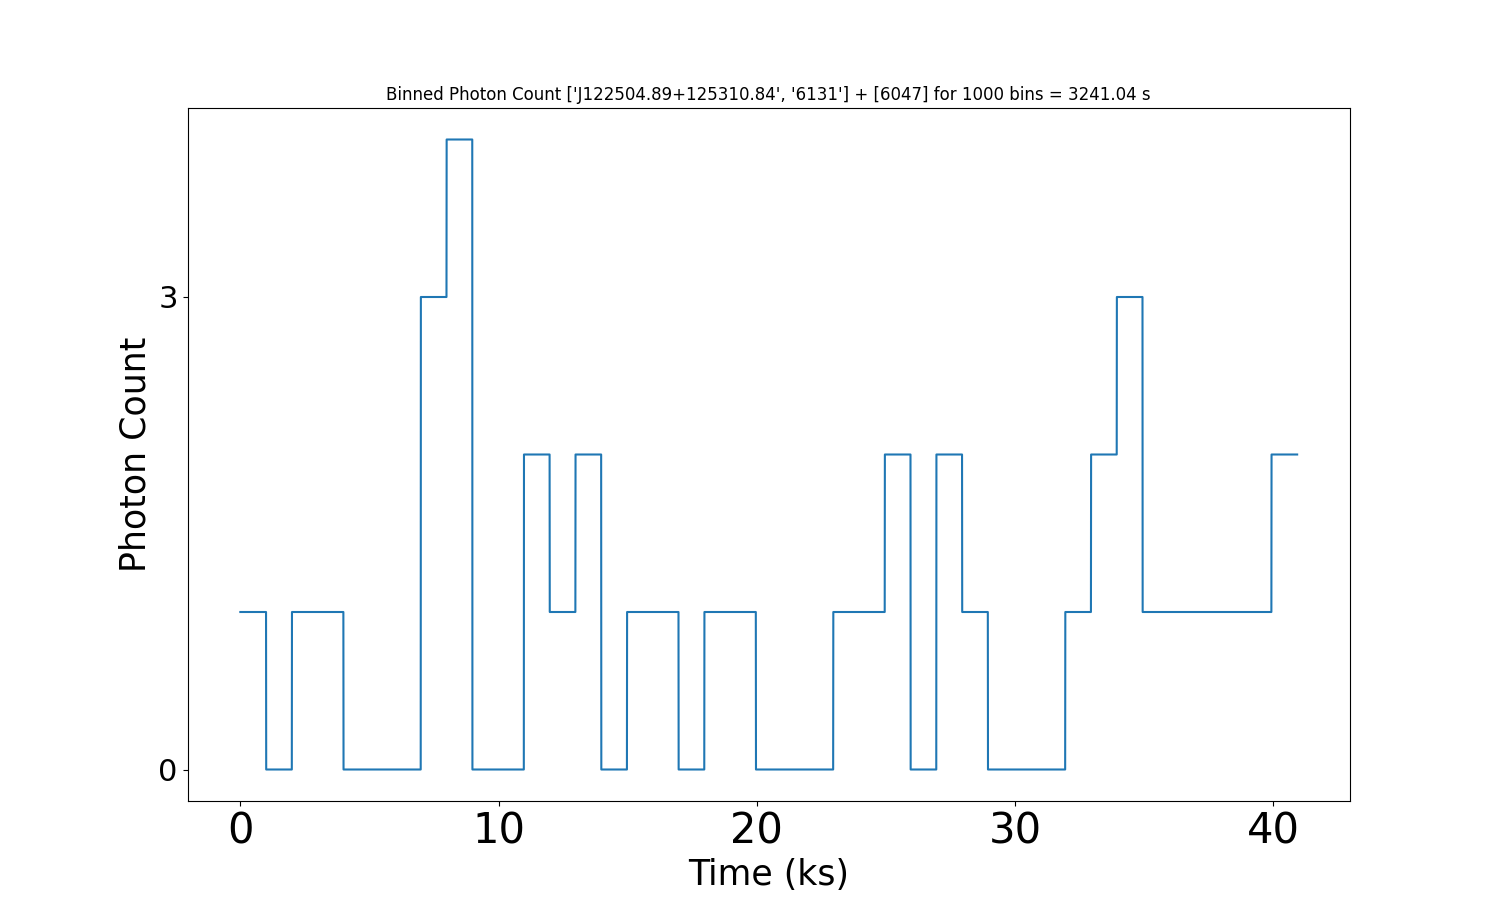 Binned Photon Count ['J122504.89+125310.84', '6131'] + [6047] for 1000 bins = 3241.04 s
3
Photon Count
0
0 10 20 30 40
Time (ks)